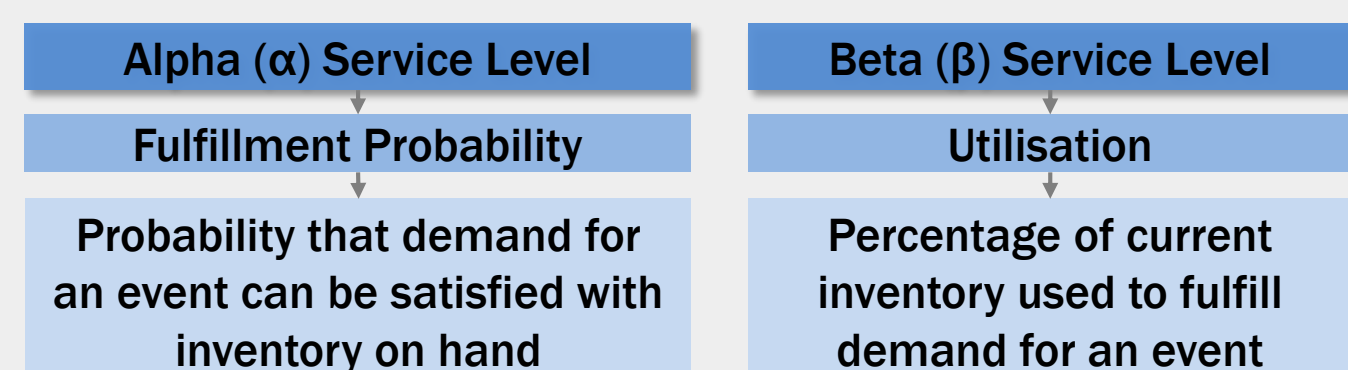 Alpha (α) Service Level
Fulfillment Probability
Probability that demand for
an event can be satisfied with
inventory on hand
Beta (β) Service Level
Utilisation
Percentage of current
inventory used to fulfill
demand for an event